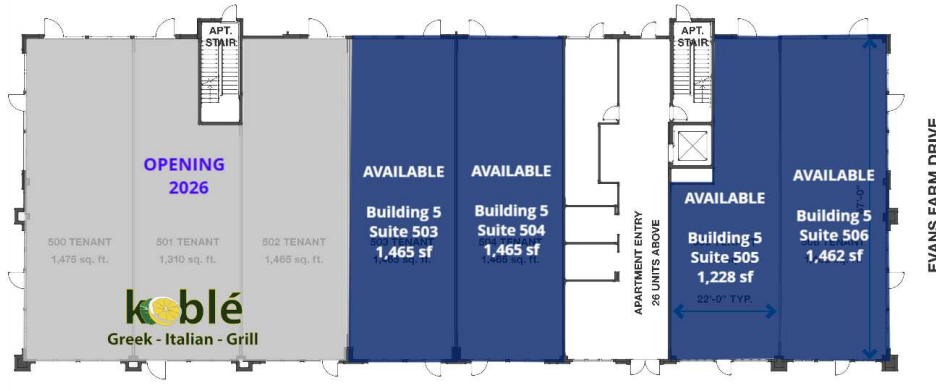 APT.
STAIR
APT.
STAIR
OPENING
2026
500 TENANT
1,475 sq. ft.
501 TENANT
1,310 sq. ft.
502 TENANT
1,465 sq. ft.
koblé
Greek - Italian - Grill
AVAILABLE
Building 5
Suite 503
1,465 sf
AVAILABLE
Building 5
Suite 504
1,465 sf
APARTMENT ENTRY
26 UNITS ABOVE
AVAILABLE
Building 5
Suite 505
1,228 sf
22'-0" TYP.
AVAILABLE
Building 5
Suite 506
1,462 sf
EVANS FARM DRIVE